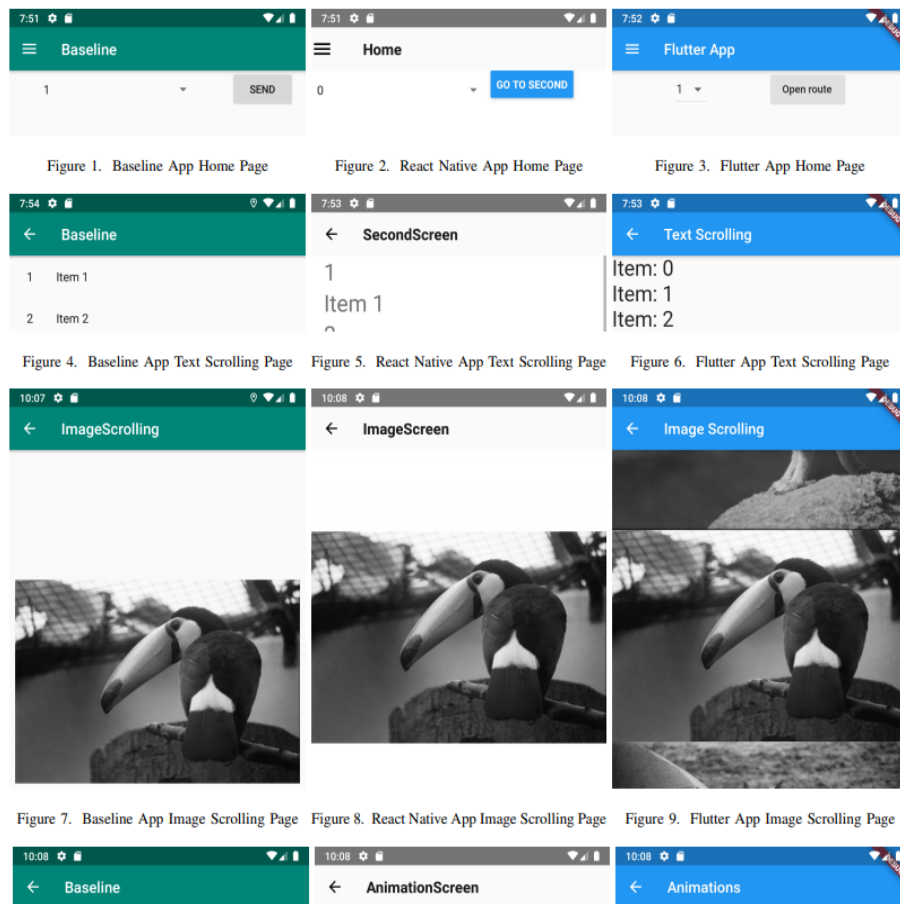 7:51
Baseline
1
SEND
7:51
Home
0
GO TO SECOND
7:52
DEBUG
Flutter App
1
Open route
Figure 1. Baseline App Home Page
Figure 2. React Native App Home Page
Figure 3. Flutter App Home Page
7:54
Baseline
1 Item 1
2 Item 2
7:53
SecondScreen
1
Item 1
7:53
DEBUG
Text Scrolling
Item: 0
Item: 1
Item: 2
Figure 4. Baseline App Text Scrolling Page
Figure 5. React Native App Text Scrolling Page
Figure 6. Flutter App Text Scrolling Page
10:07
ImageScrolling
10:08
ImageScreen
10:08
DEBUG
Image Scrolling
Figure 7. Baseline App Image Scrolling Page
Figure 8. React Native App Image Scrolling Page
Figure 9. Flutter App Image Scrolling Page
10:08
Baseline
10:08
AnimationScreen
10:08
DEBUG
Animations